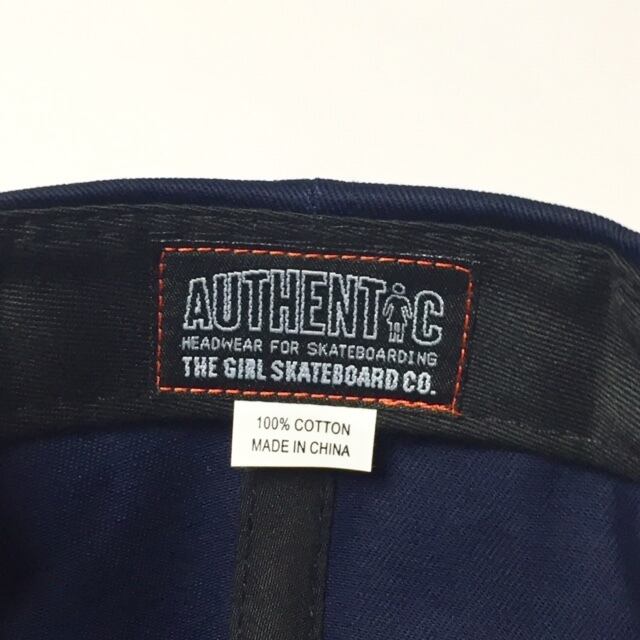 AUTHENTIC
HEADWEAR FOR SKATEBOARDING
THE GIRL SKATEBOARD CO.
100% COTTON
MADE IN CHINA